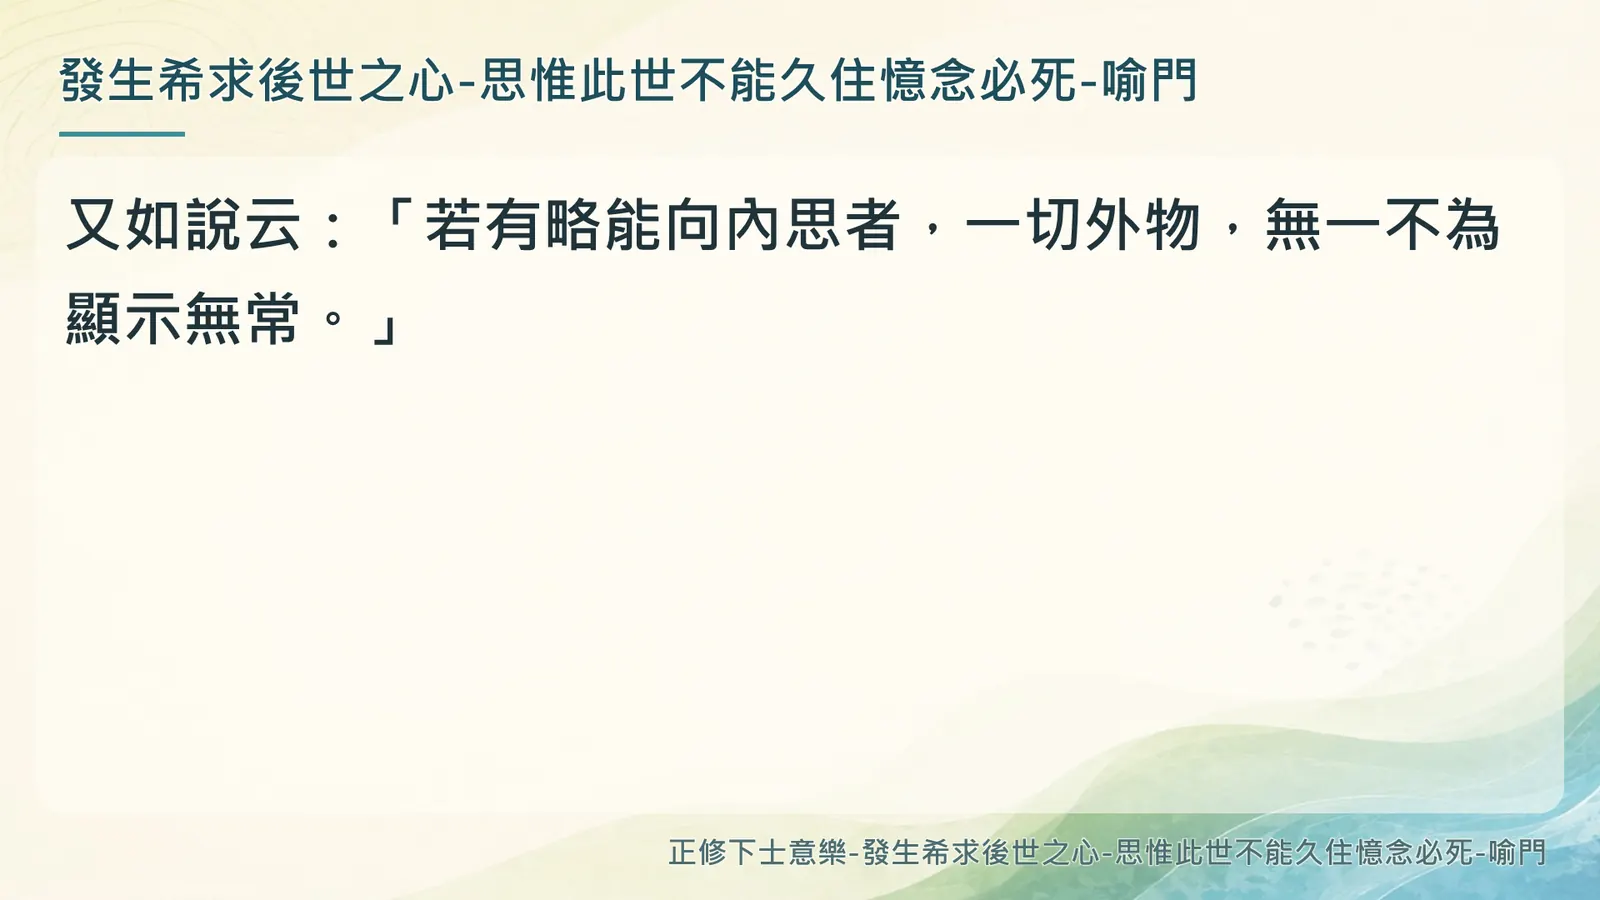 發生希求後世之心-思惟此世不能久住憶念必死-喻門
又如說云：「若有略能向內思者，一切外物，無一不為
顯示無常。」
正修下士意樂-發生希求後世之心-思惟此世不能久住憶念必死-喻門